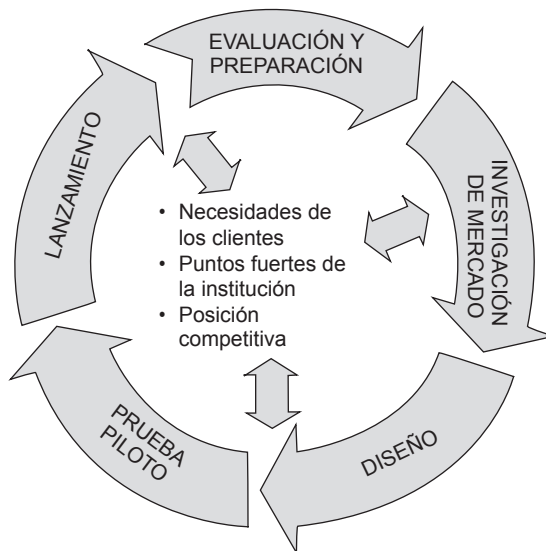 EVALUACIÓN Y
PREPARACIÓN
INVESTIGACIÓN
DE MERCADO
DISEÑO
PRUEBA
PILOTO
LANZAMIENTO
• Necesidades de
los clientes
• Puntos fuertes de
la institución
• Posición
competitiva